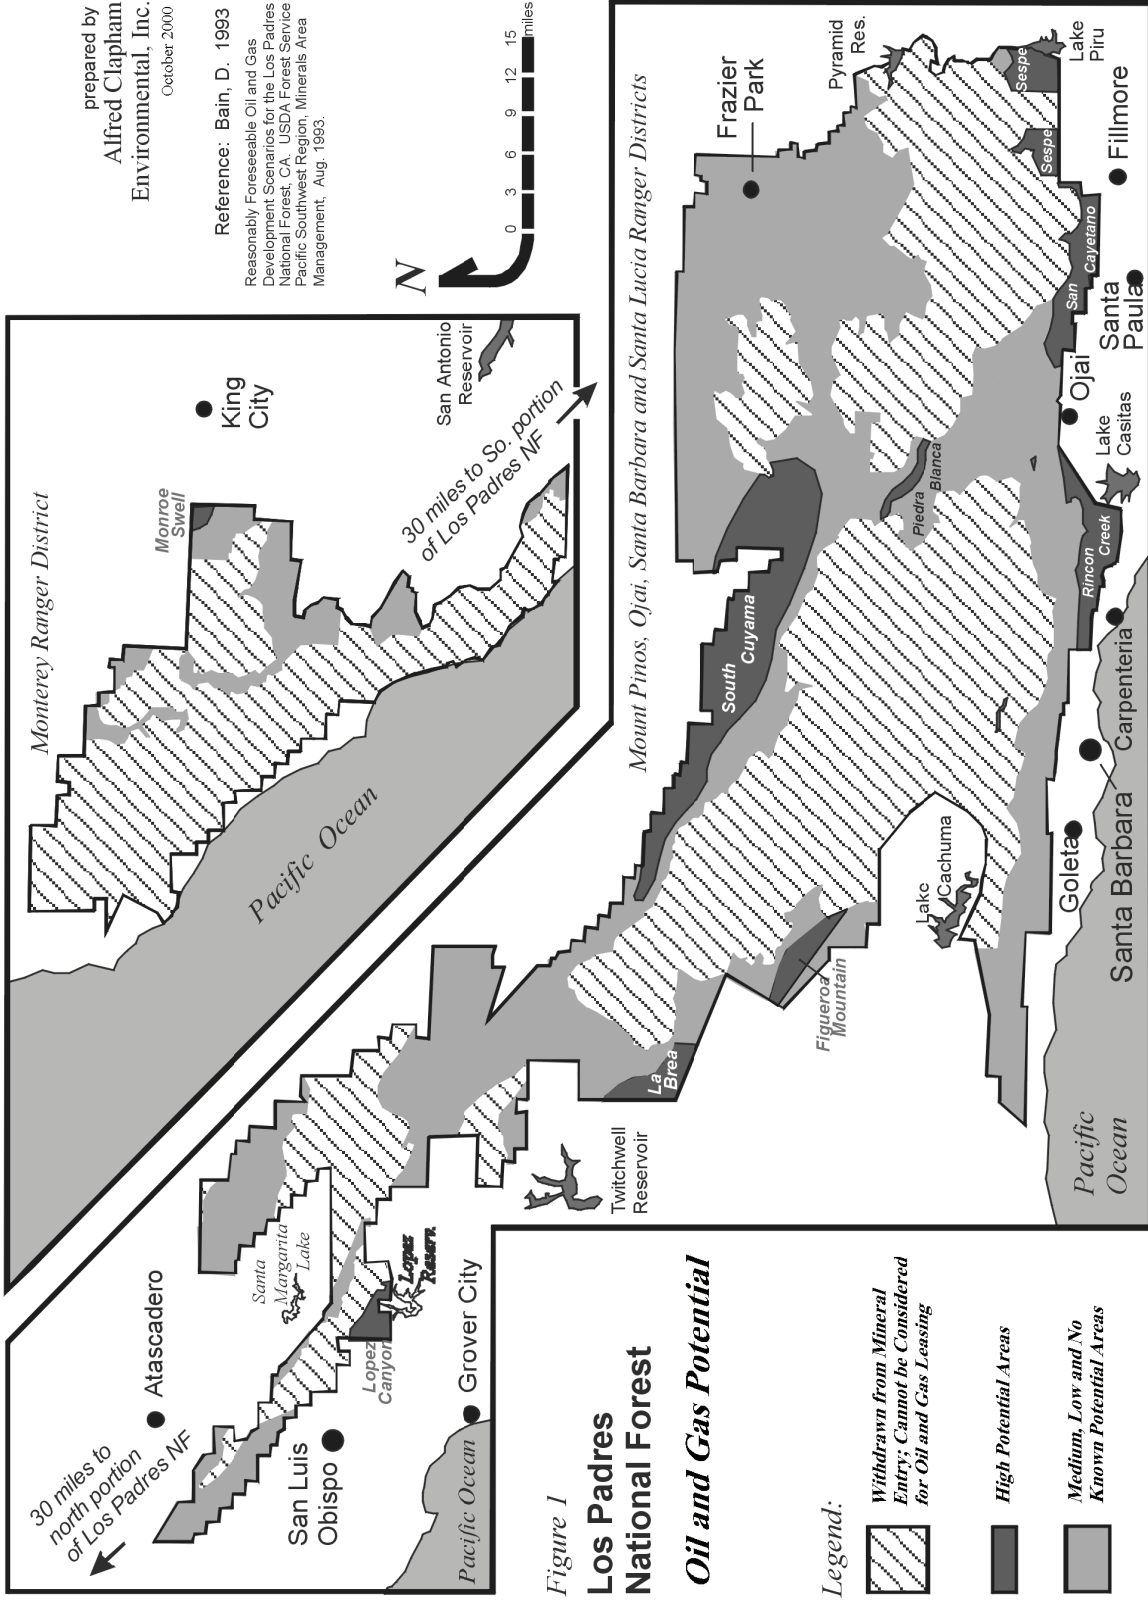 prepared by
Alfred Clapham
Environmental, Inc.
October 2000
Reference: Bain, D. 1993
Reasonably Foreseeable Oil and Gas
Development Scenarios for the Los Padres
National Forest, CA. USDA Forest Service
Pacific Southwest Region, Minerals Area
Management, Aug. 1993.
N
0 3 6 9 12 15 miles
Monterey Ranger District
Monroe
Swell
King
City
San Antonio
Reservoir
30 miles to So. portion
of Los Padres NF
Pacific Ocean
Mount Pinos, Ojai, Santa Barbara and Santa Lucia Ranger Districts
Frazier
Park
Pyramid
Res.
Lake
Piru
Sespe
Sespe
Fillmore
San
Cayetano
Santa
Paula
Ojai
Lake
Casitas
Piedra
Blanca
Rincon
Creek
South
Cuyama
Carpenteria
Santa Barbara
Goleta
Lake
Cachuma
Figueroa
Mountain
La
Brea
Pacific
Ocean
Twitchwell
Reservoir
Santa
Margarita
Lake
Lopez
Reserv.
Lopez
Canyon
Atascadero
Grover City
San Luis
Obispo
30 miles to
north portion
of Los Padres NF
Pacific Ocean
Figure 1
Los Padres
National Forest
Oil and Gas Potential
Legend:
Withdrawn from Mineral
Entry; Cannot be Considered
for Oil and Gas Leasing
High Potential Areas
Medium, Low and No
Known Potential Areas